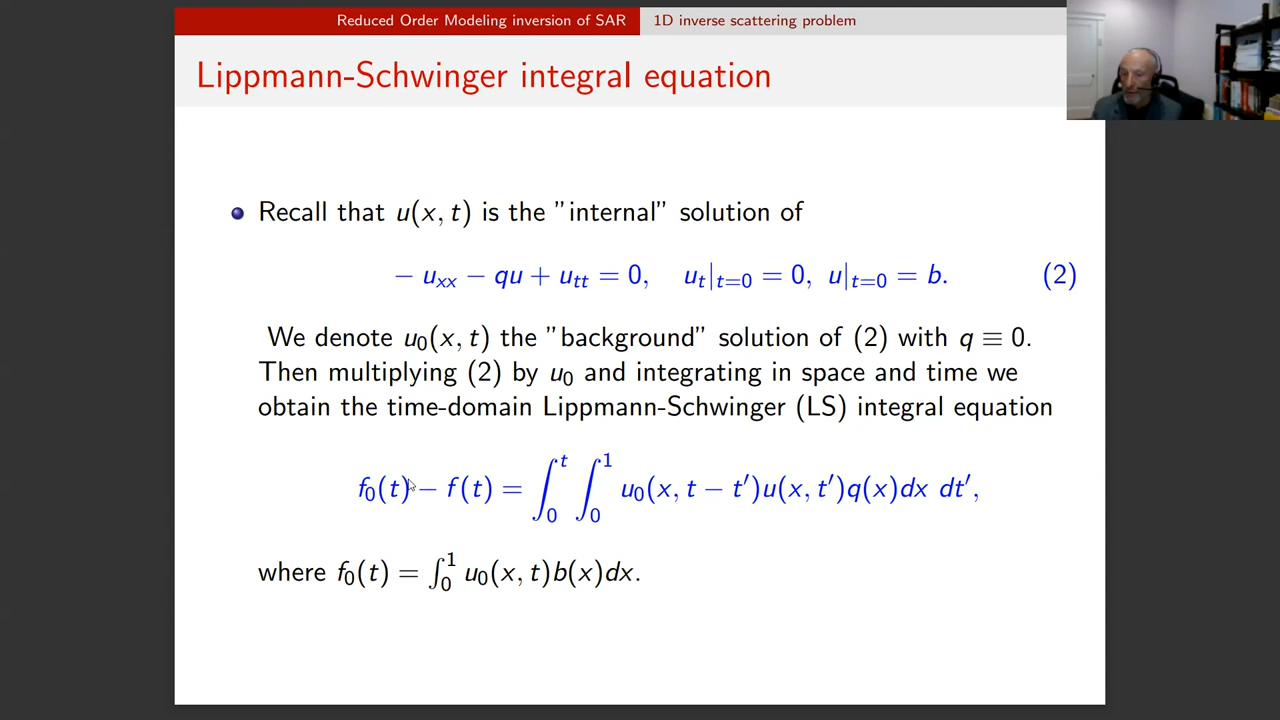 Reduced Order Modeling inversion of SAR 1D inverse scattering problem
Lippmann-Schwinger integral equation
Recall that u(x, t) is the "internal" solution of
− u_xx − qu + u_tt = 0, u_t|_{t=0} = 0, u|_{t=0} = b. (2)
We denote u_0(x, t) the "background" solution of (2) with q ≡ 0.
Then multiplying (2) by u_0 and integrating in space and time we
obtain the time-domain Lippmann-Schwinger (LS) integral equation
f_0(t) − f(t) = ∫_0^t ∫_0^1 u_0(x, t − t′)u(x, t′)q(x)dx dt′,
where f_0(t) = ∫_0^1 u_0(x, t)b(x)dx.